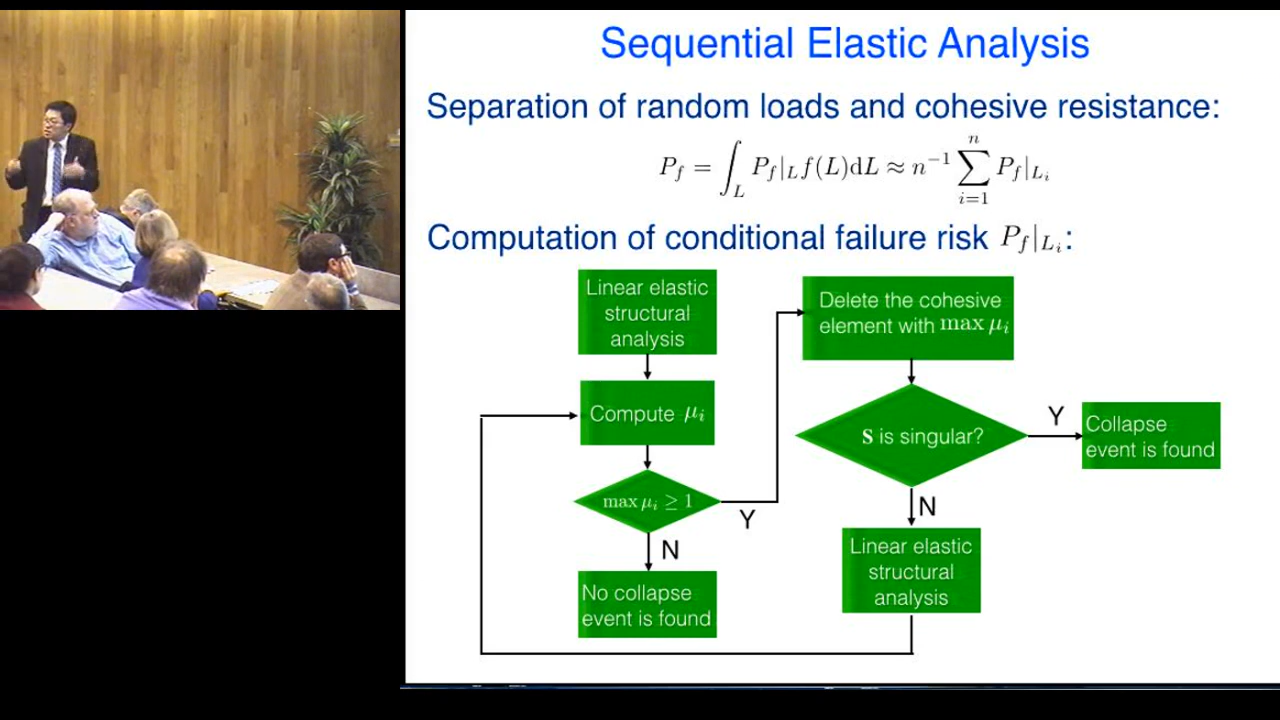 Sequential Elastic Analysis
Separation of random loads and cohesive resistance:
P_f = ∫_L P_f|_L f(L)dL ≈ n^{-1} ∑_{i=1}^{n} P_f|_{L_i}
Computation of conditional failure risk P_f|_{L_i}:
Linear elastic
structural
analysis
Compute μ_i
max μ_i ≥ 1
Y
N
No collapse
event is found
Delete the cohesive
element with max μ_i
S is singular?
Y
Collapse
event is found
N
Linear elastic
structural
analysis